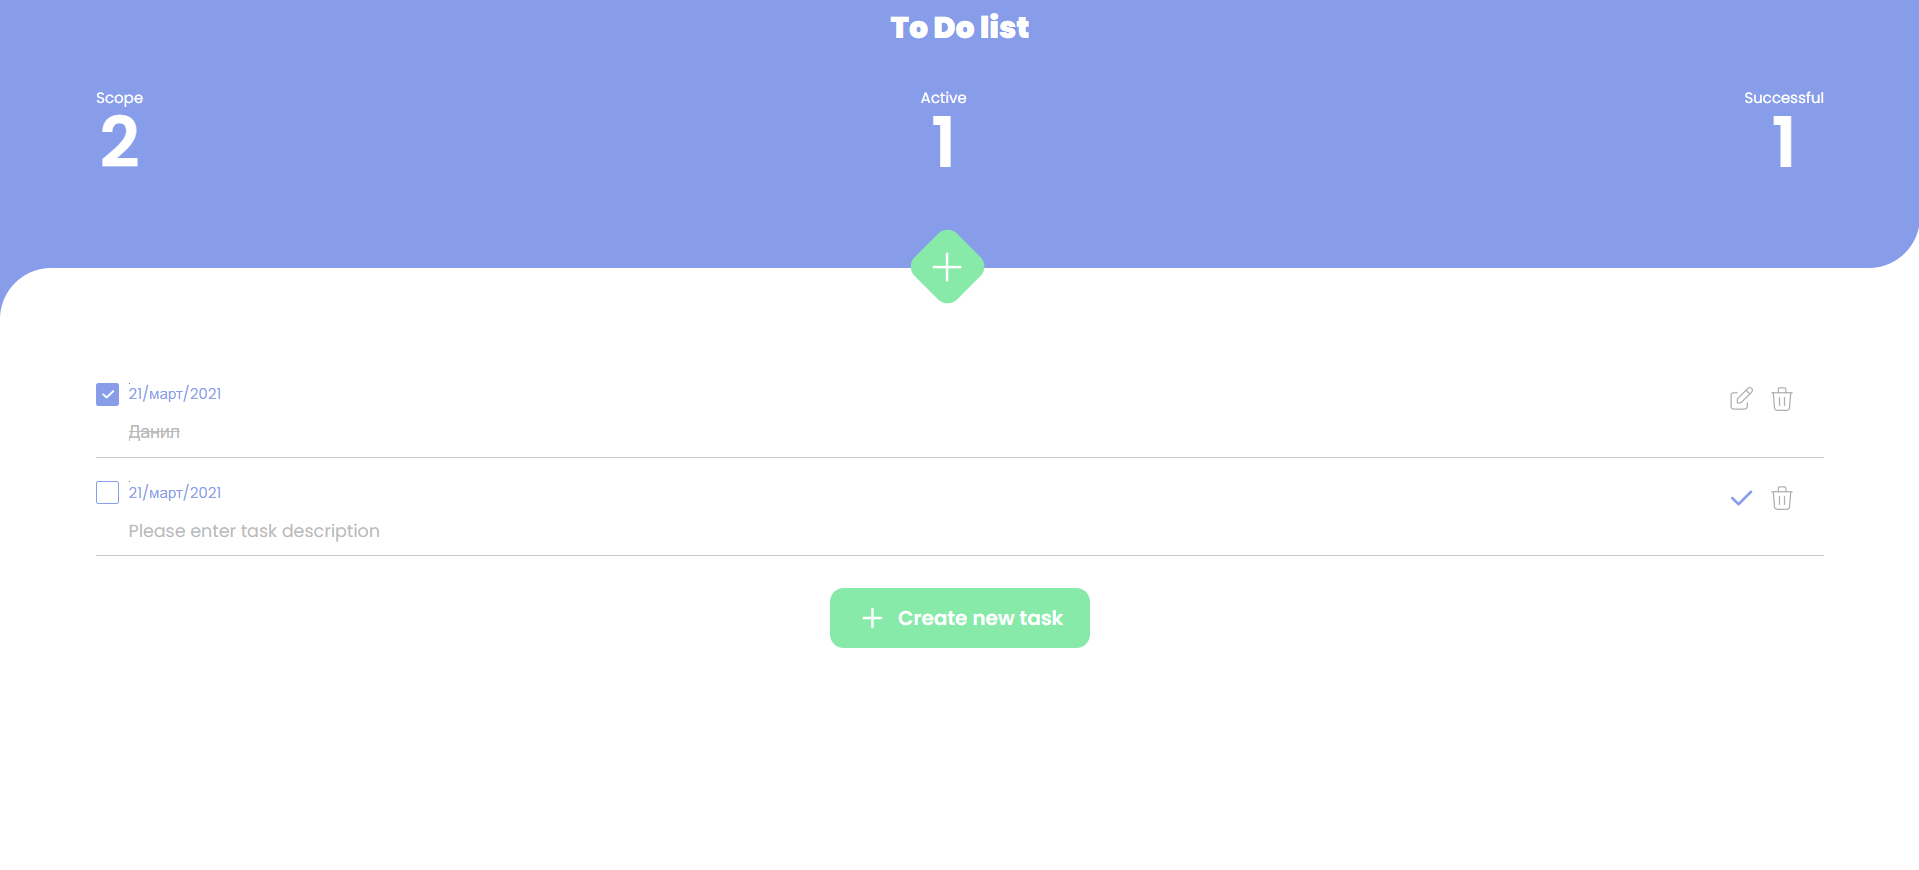 To Do list
Scope
Active
Successful
2
1
1
21/март/2021
Данил
21/март/2021
Please enter task description
Create new task